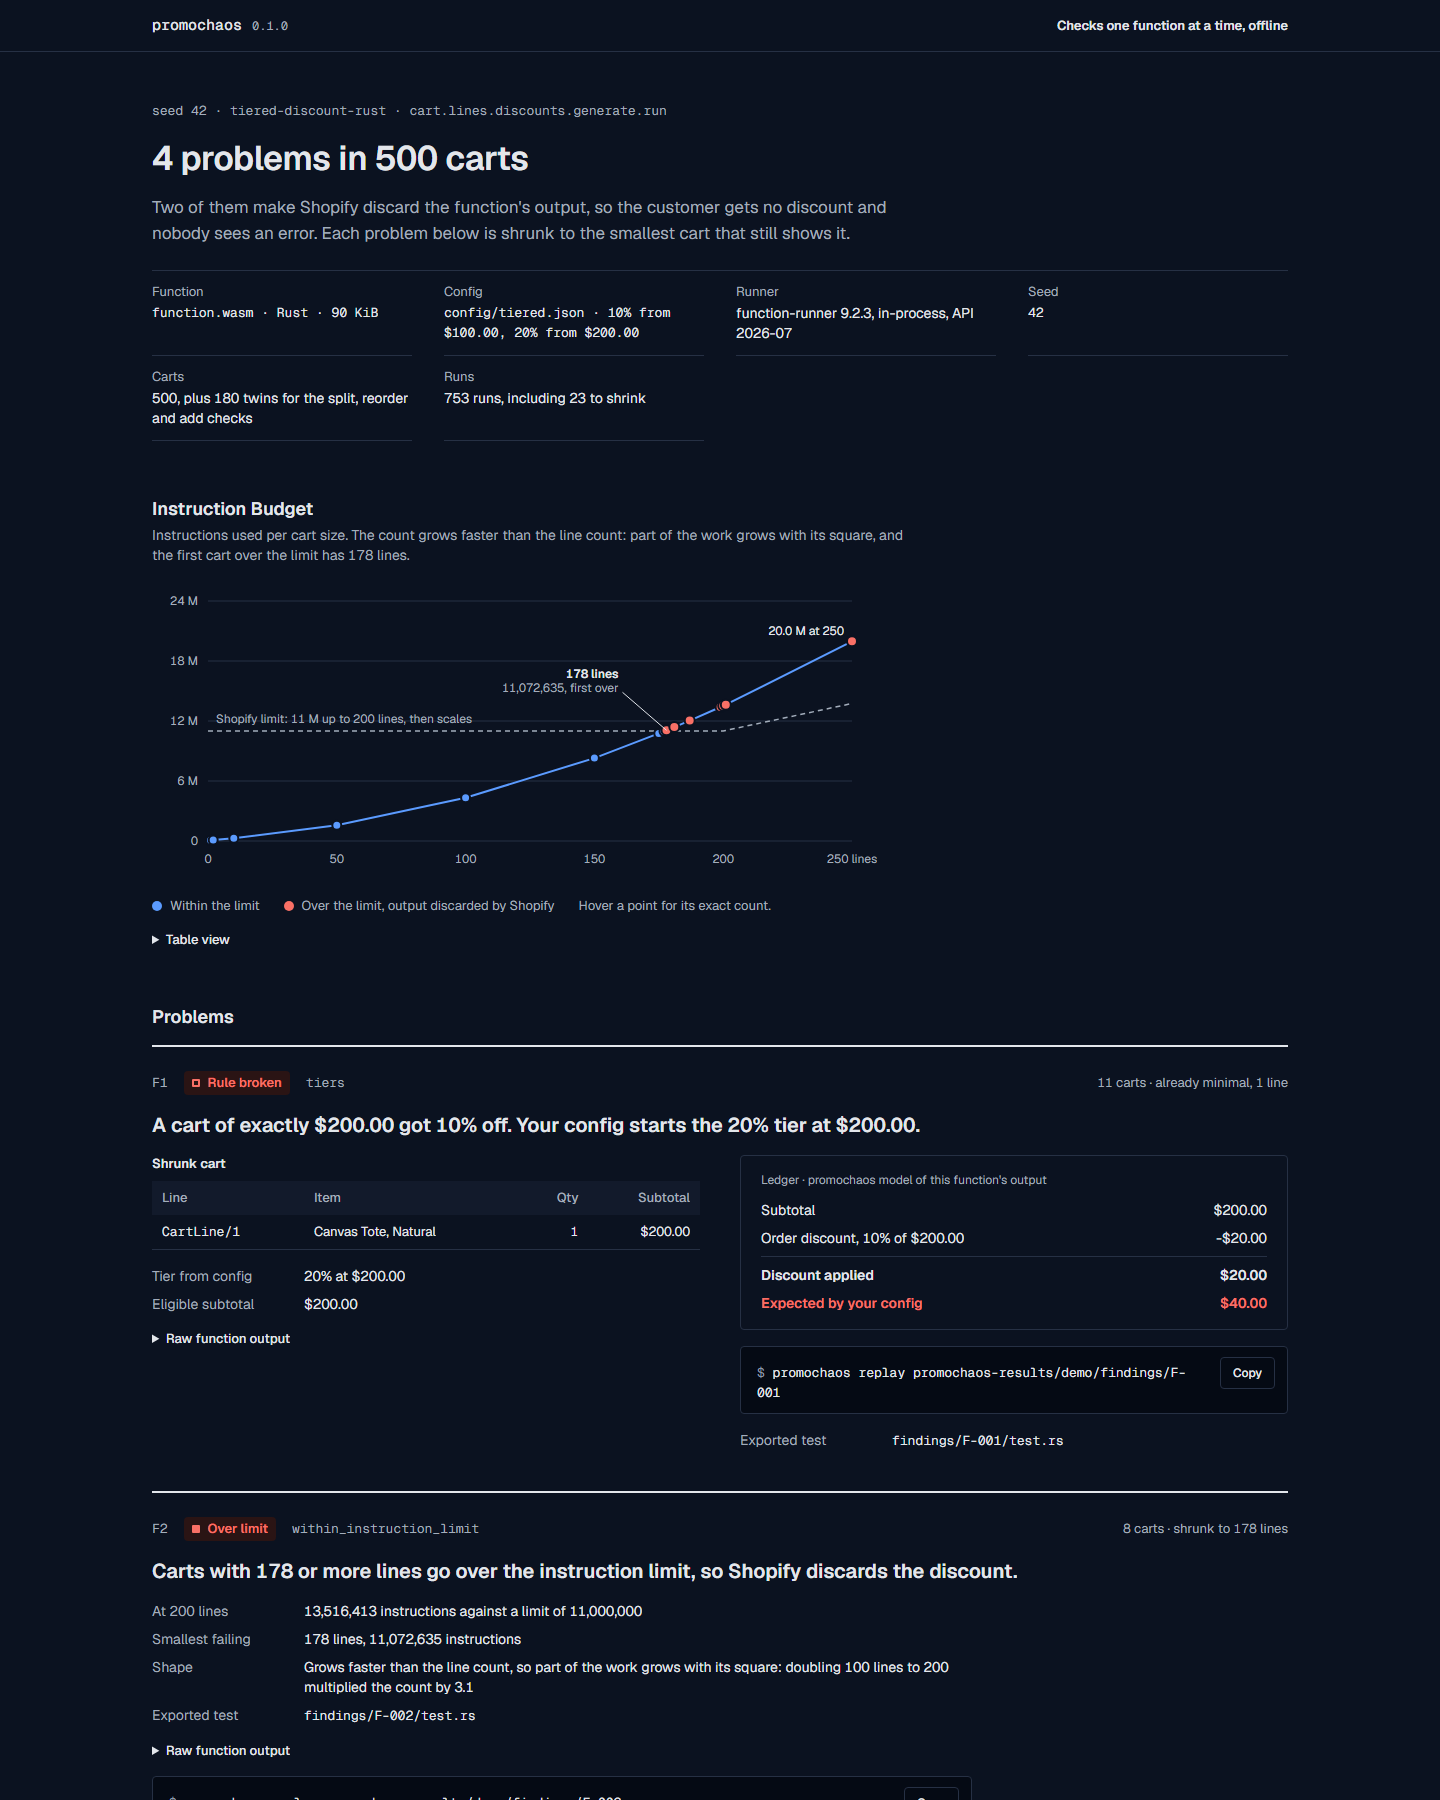 promochaos 0.1.0
Checks one function at a time, offline
seed 42 · tiered-discount-rust · cart.lines.discounts.generate.run
4 problems in 500 carts
Two of them make Shopify discard the function's output, so the customer gets no discount and
nobody sees an error. Each problem below is shrunk to the smallest cart that still shows it.
Function
function.wasm · Rust · 90 KiB
Config
config/tiered.json · 10% from
$100.00, 20% from $200.00
Runner
function-runner 9.2.3, in-process, API
2026-07
Seed
42
Carts
500, plus 180 twins for the split, reorder
and add checks
Runs
753 runs, including 23 to shrink
Instruction Budget
Instructions used per cart size. The count grows faster than the line count: part of the work grows with its square, and
the first cart over the limit has 178 lines.
24 M
20.0 M at 250
18 M
178 lines
11,072,635, first over
12 M
Shopify limit: 11 M up to 200 lines, then scales
6 M
0
0 50 100 150 200 250 lines
Within the limit
Over the limit, output discarded by Shopify
Hover a point for its exact count.
Table view
Problems
F1 Rule broken tiers
11 carts · already minimal, 1 line
A cart of exactly $200.00 got 10% off. Your config starts the 20% tier at $200.00.
Shrunk cart
Line Item Qty Subtotal
CartLine/1 Canvas Tote, Natural 1 $200.00
Tier from config 20% at $200.00
Eligible subtotal $200.00
Raw function output
Ledger · promochaos model of this function's output
Subtotal $200.00
Order discount, 10% of $200.00 -$20.00
Discount applied $20.00
Expected by your config $40.00
$ promochaos replay promochaos-results/demo/findings/F-
001
Copy
Exported test findings/F-001/test.rs
F2 Over limit within_instruction_limit
8 carts · shrunk to 178 lines
Carts with 178 or more lines go over the instruction limit, so Shopify discards the discount.
At 200 lines 13,516,413 instructions against a limit of 11,000,000
Smallest failing 178 lines, 11,072,635 instructions
Shape Grows faster than the line count, so part of the work grows with its square: doubling 100 lines to 200
multiplied the count by 3.1
Exported test findings/F-002/test.rs
Raw function output